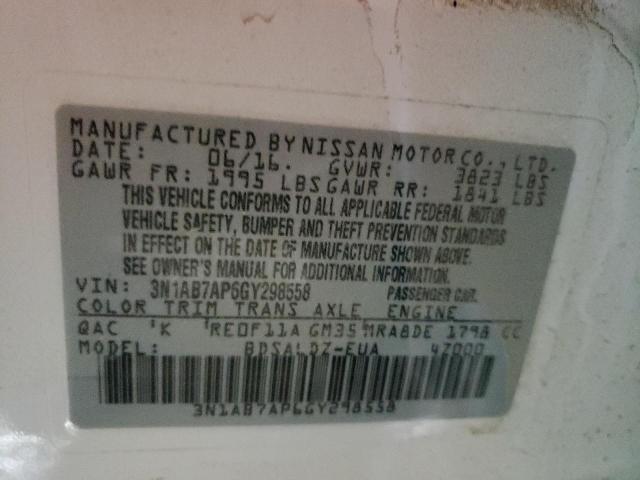 MANUFACTURED BY NISSAN MOTOR CO., LTD.
DATE: 06/16. GVWR: 3823 LBS
GAWR FR: 1995 LBS GAWR RR: 1841 LBS
THIS VEHICLE CONFORMS TO ALL APPLICABLE FEDERAL MOTOR
VEHICLE SAFETY, BUMPER AND THEFT PREVENTION STANDARDS
IN EFFECT ON THE DATE OF MANUFACTURE SHOWN ABOVE.
SEE OWNER'S MANUAL FOR ADDITIONAL INFORMATION.
VIN: 3N1AB7AP6GY298558 PASSENGER CAR.
COLOR TRIM TRANS AXLE ENGINE
QAC K RE0F11A GM35 MRA8DE 1798 CC
MODEL: BDSALDZ-EUA 47000
3N1AB7AP6GY298558